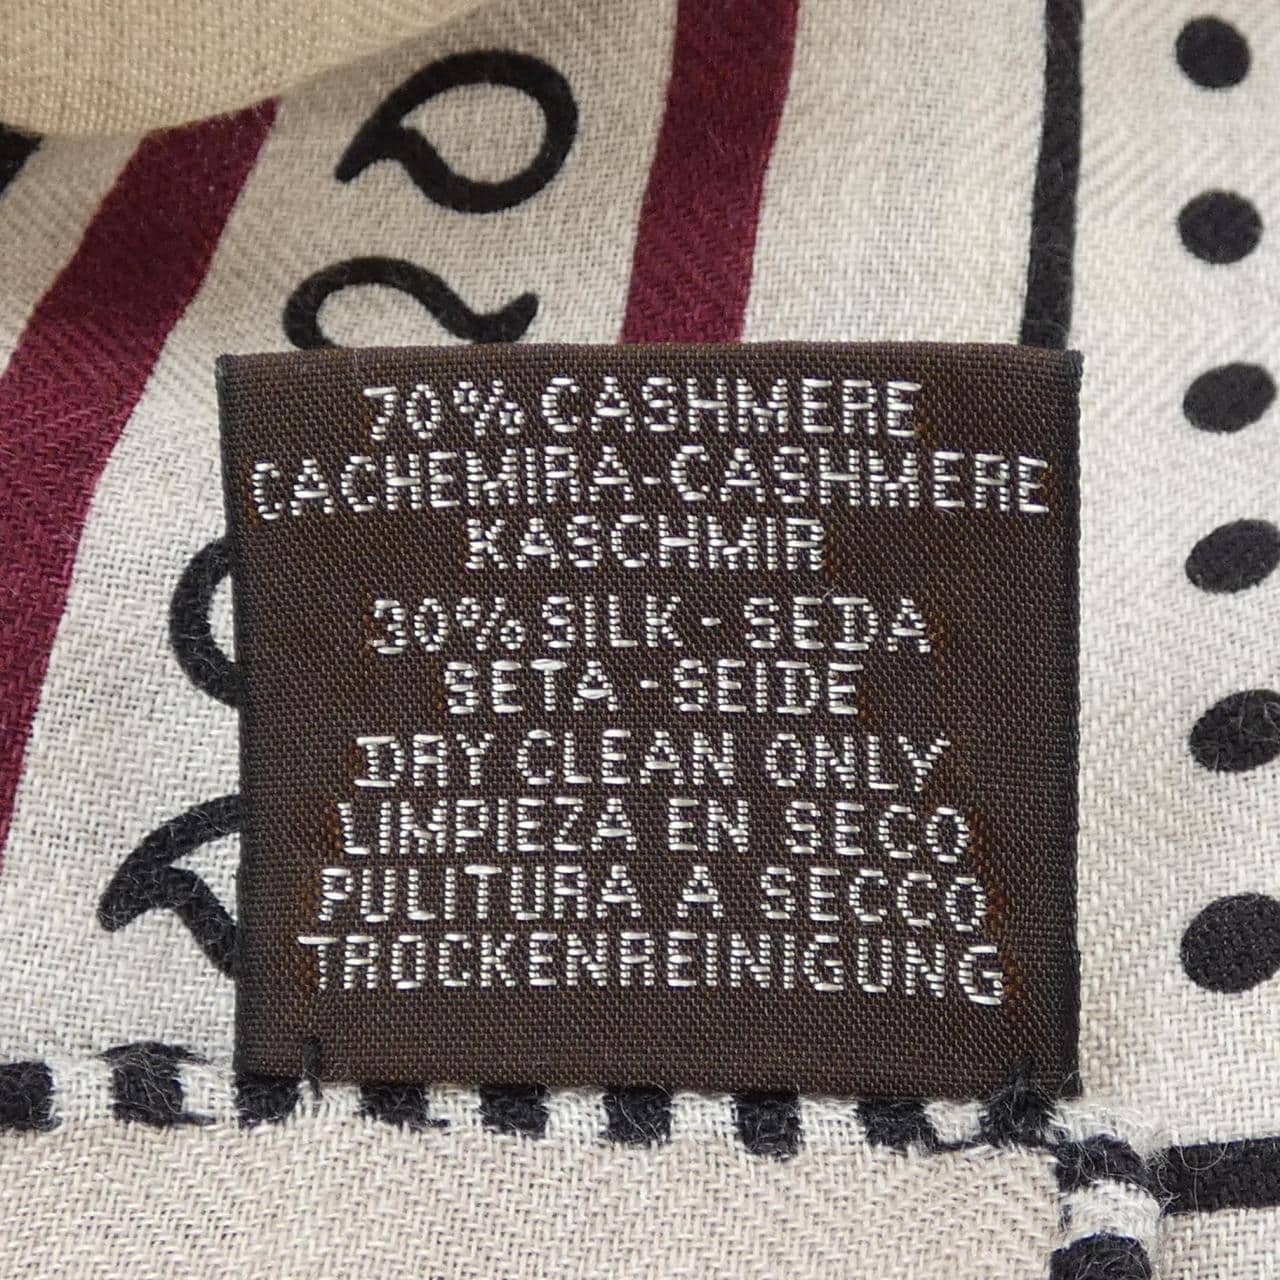 70% CASHMERE
CACHEMIRA-CASHMERE
KASCHMIR
30% SILK - SEDA
SETA - SEIDE
DRY CLEAN ONLY
LIMPIEZA EN SECO
PULITURA A SECCO
TROCKENREINIGUNG